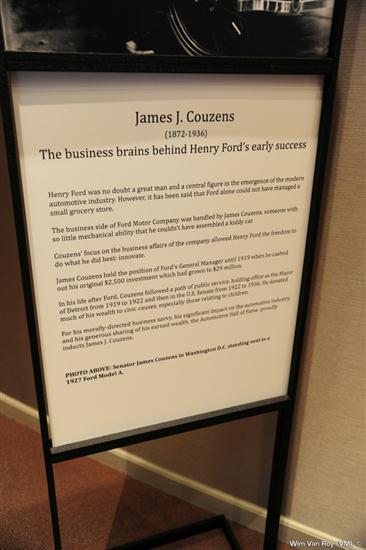 James J. Couzens
(1872-1936)
The business brains behind Henry Ford's early success
Henry Ford was no doubt a great man and a central figure in the emergence of the modern
automotive industry. However, it has been said that Ford alone could not have managed a
small grocery store.
The business side of Ford Motor Company was handled by James Couzens, someone with
so little mechanical ability that he couldn't have assembled a kiddy car.
Couzens' focus on the business affairs of the company allowed Henry Ford the freedom to
do what he did best: innovate.
James Couzens held the position of Ford's General Manager until 1919 when he cashed
out his original $2,500 investment which had grown to $29 million.
In his life after Ford, Couzens followed a path of public service, holding office as the Mayor
of Detroit from 1919 to 1922 and then in the U.S. Senate from 1922 to 1936. He donated
much of his wealth to civic causes, especially those relating to children.
For his morally-directed business savvy, his significant impact on the automotive industry,
and his generous sharing of his earned wealth, the Automotive Hall of Fame proudly
inducts James J. Couzens.
PHOTO ABOVE: Senator James Couzens in Washington D.C. standing next to a
1927 Ford Model A.
Wim Van Roy LVML ©